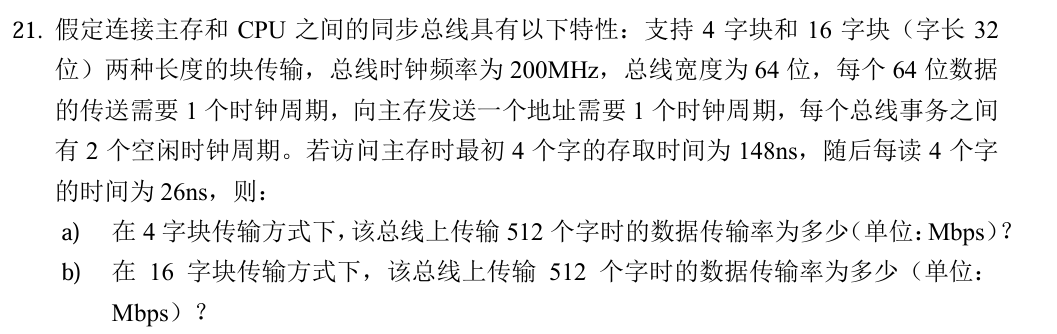 21. 假定连接主存和 CPU 之间的同步总线具有以下特性：支持 4 字块和 16 字块（字长 32
位）两种长度的块传输，总线时钟频率为 200MHz，总线宽度为 64 位，每个 64 位数据
的传送需要 1 个时钟周期，向主存发送一个地址需要 1 个时钟周期，每个总线事务之间
有 2 个空闲时钟周期。若访问主存时最初 4 个字的存取时间为 148ns，随后每读 4 个字
的时间为 26ns，则：
a) 在 4 字块传输方式下，该总线上传输 512 个字时的数据传输率为多少（单位：Mbps）？
b) 在 16 字块传输方式下，该总线上传输 512 个字时的数据传输率为多少（单位：
Mbps）？